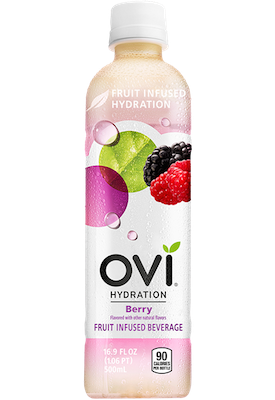 FRUIT INFUSED
HYDRATION
OVI®
HYDRATION
Berry
Flavored with other natural flavors
FRUIT INFUSED BEVERAGE
16.9 FL OZ
(1.06 PT)
500mL
90
CALORIES
PER BOTTLE